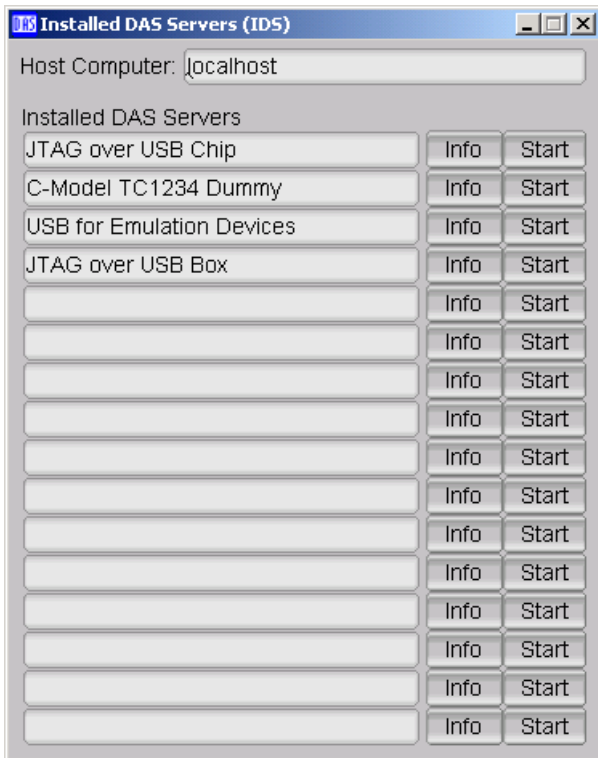 DAS Installed DAS Servers (IDS)
Host Computer: localhost
Installed DAS Servers
JTAG over USB Chip Info Start
C-Model TC1234 Dummy Info Start
USB for Emulation Devices Info Start
JTAG over USB Box Info Start
Info Start
Info Start
Info Start
Info Start
Info Start
Info Start
Info Start
Info Start
Info Start
Info Start
Info Start
Info Start